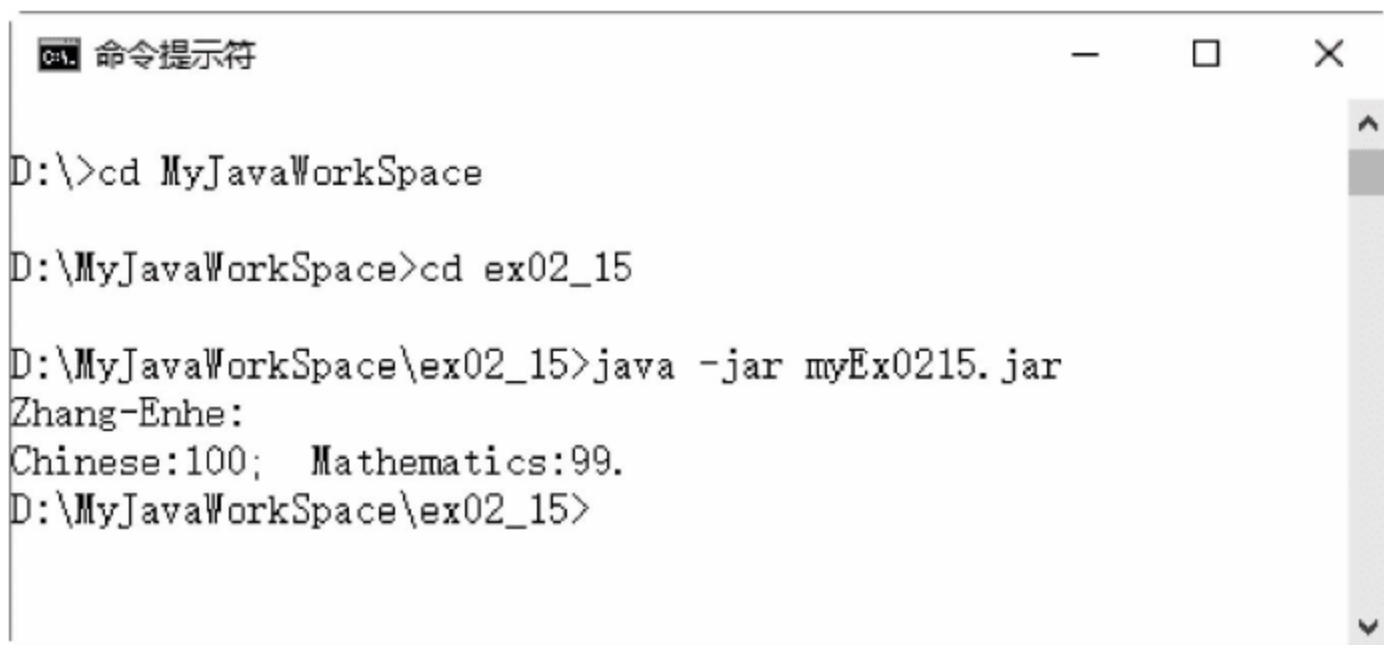 命令提示符
D:\>cd MyJavaWorkSpace
D:\MyJavaWorkSpace>cd ex02_15
D:\MyJavaWorkSpace\ex02_15>java -jar myEx0215.jar
Zhang-Enhe:
Chinese:100;  Mathematics:99.
D:\MyJavaWorkSpace\ex02_15>